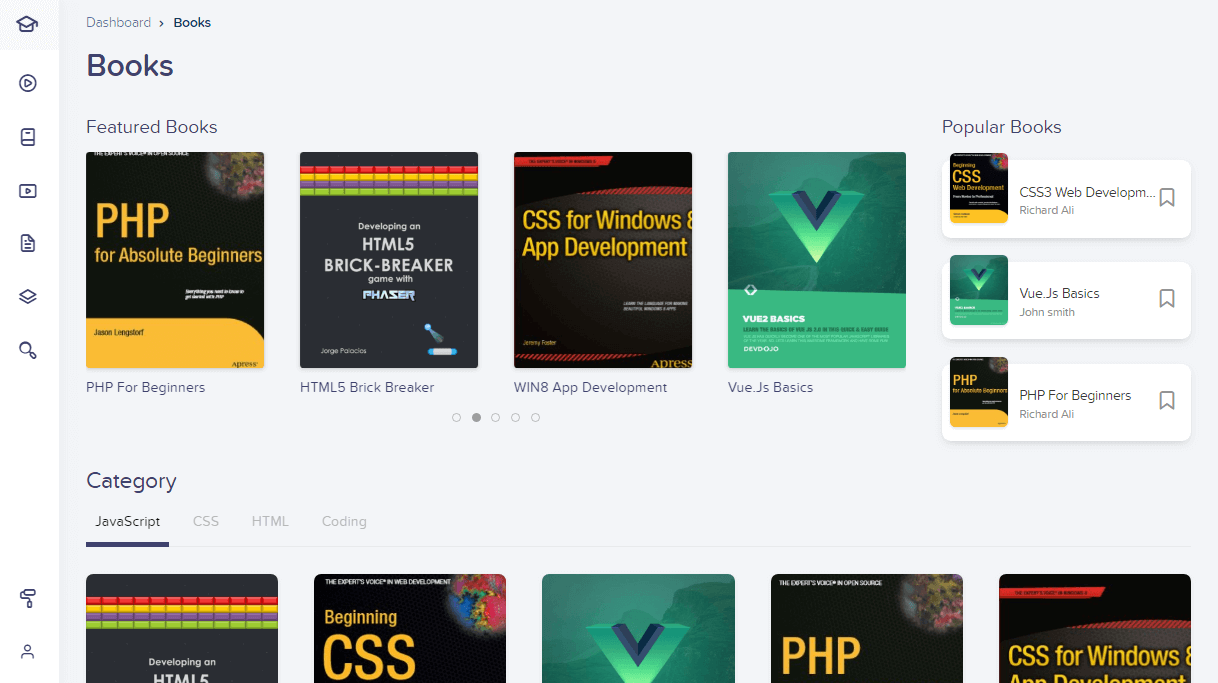 Dashboard › Books
Books
Featured Books
THE EXPERT'S VOICE® IN OPEN SOURCE
PHP
for Absolute Beginners
Everything you need to know to
get started with PHP
Jason Lengstorf
Apress®
PHP For Beginners
Developing an
HTML5
BRICK-BREAKER
game with
PHASER
Jorge Palacios
HTML5 Brick Breaker
THE EXPERT'S VOICE® IN WINDOWS 8
CSS for Windows 8
App Development
LEARN THE LANGUAGE FOR MAKING
BEAUTIFUL WINDOWS 8 APPS
Jeremy Foster
Apress
WIN8 App Development
VUE2 BASICS
LEARN THE BASICS OF VUE JS 2.0 IN THIS QUICK & EASY GUIDE
DEVDOJO
Vue.Js Basics
Popular Books
Beginning
CSS
Web Development
CSS3 Web Developm...
Richard Ali
Vue.Js Basics
John smith
PHP
for Absolute Beginners
PHP For Beginners
Richard Ali
Category
JavaScript
CSS
HTML
Coding
Developing an
HTML5
THE EXPERT'S VOICE® IN WEB DEVELOPMENT
Beginning
CSS
THE EXPERT'S VOICE® IN OPEN SOURCE
PHP
THE EXPERT'S VOICE® IN WINDOWS 8
CSS for Windows 8
App Development